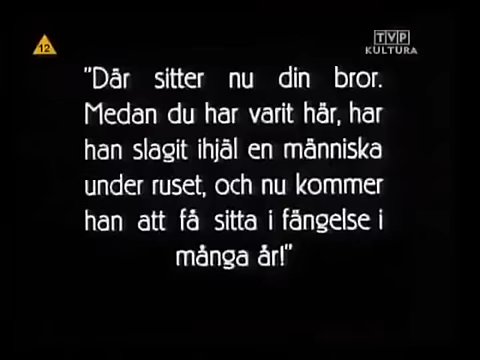 12
TVP
KULTURA
"Där sitter nu din bror.
Medan du har varit här, har
han slagit ihjäl en människa
under ruset, och nu kommer
han att få sitta i fängelse i
många år!"